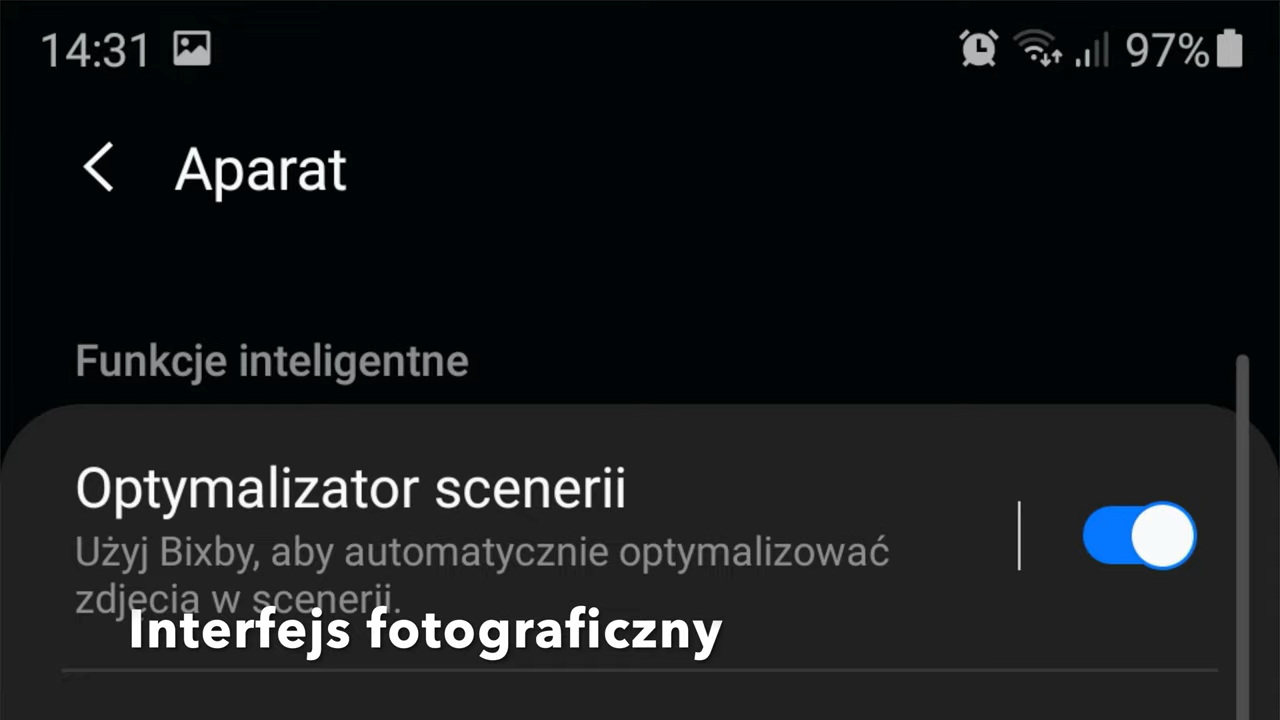 14:31 97%
Aparat
Funkcje inteligentne
Optymalizator scenerii
Użyj Bixby, aby automatycznie optymalizować
zdjęcia w scenerii.
Interfejs fotograficzny